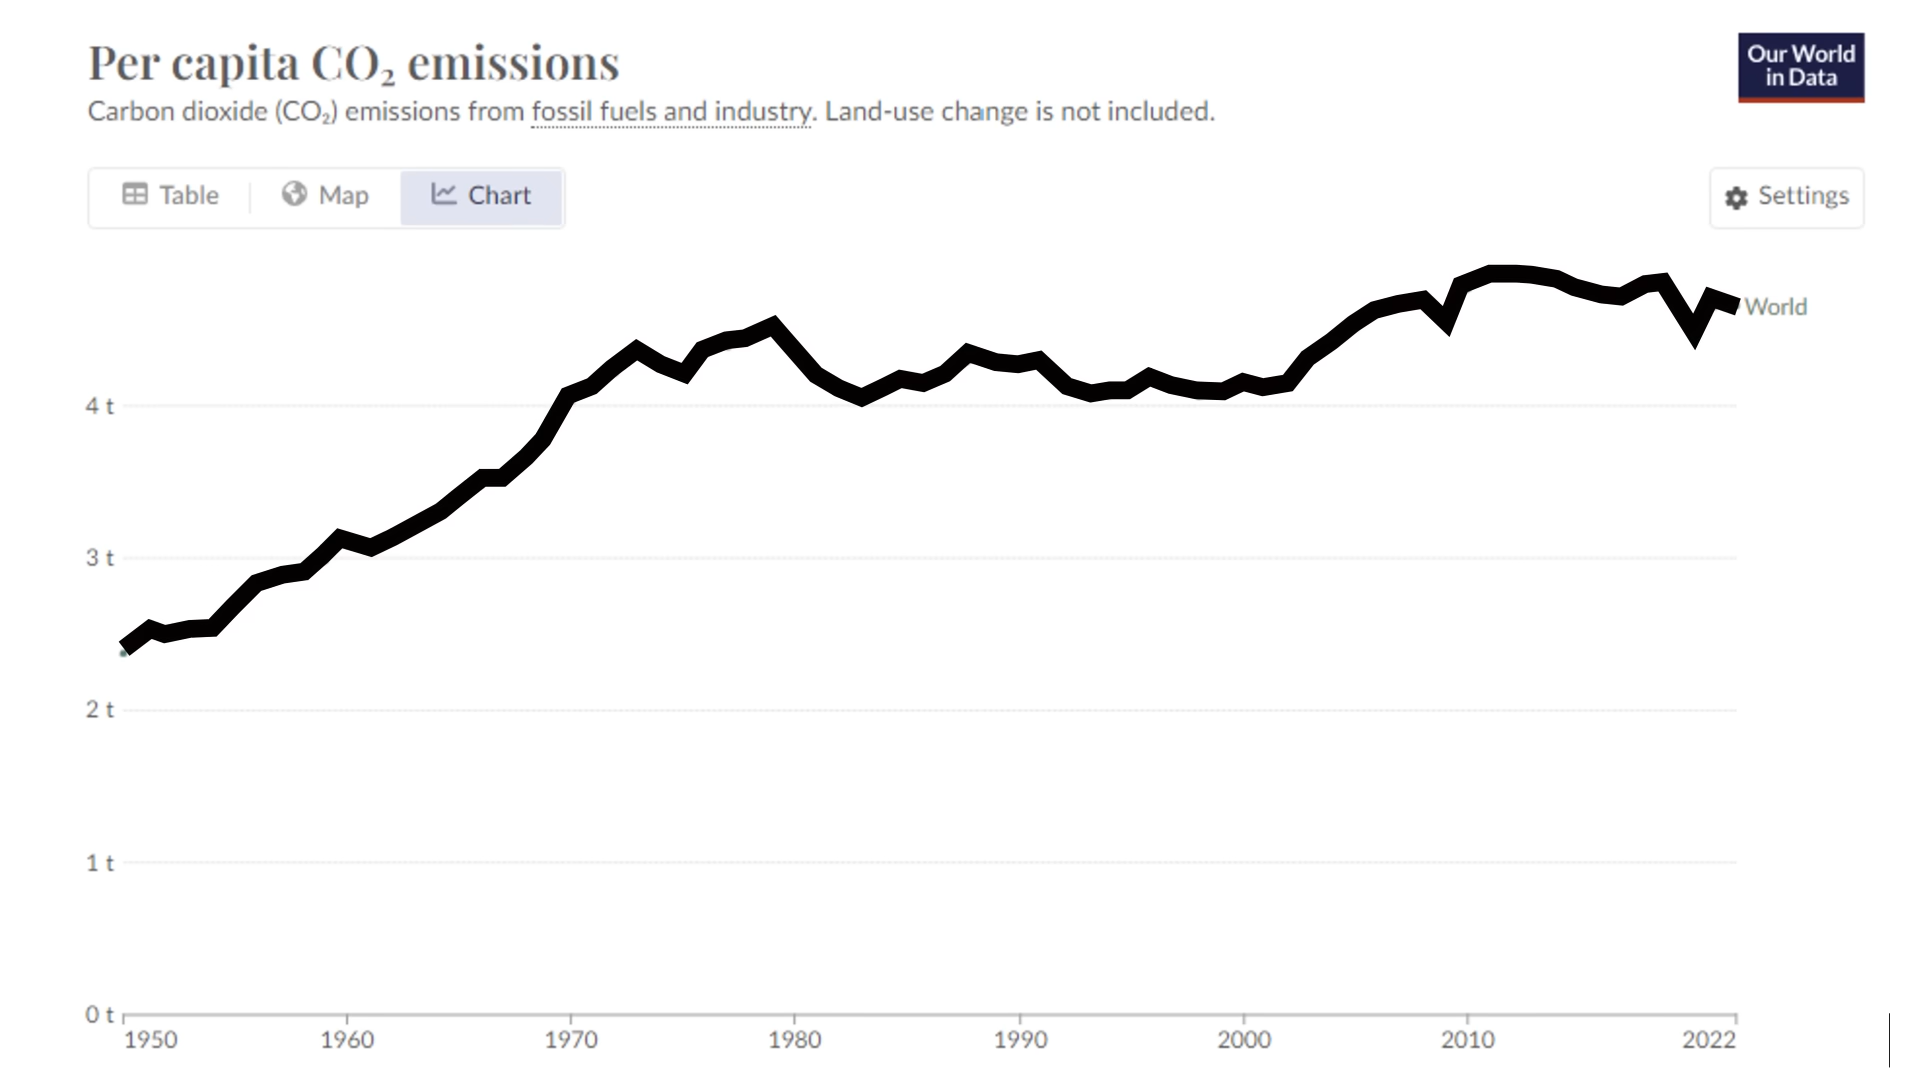 Per capita CO₂ emissions
Our World
in Data
Carbon dioxide (CO₂) emissions from fossil fuels and industry. Land-use change is not included.
Table
Map
Chart
Settings
World
4 t
3 t
2 t
1 t
0 t
1950
1960
1970
1980
1990
2000
2010
2022